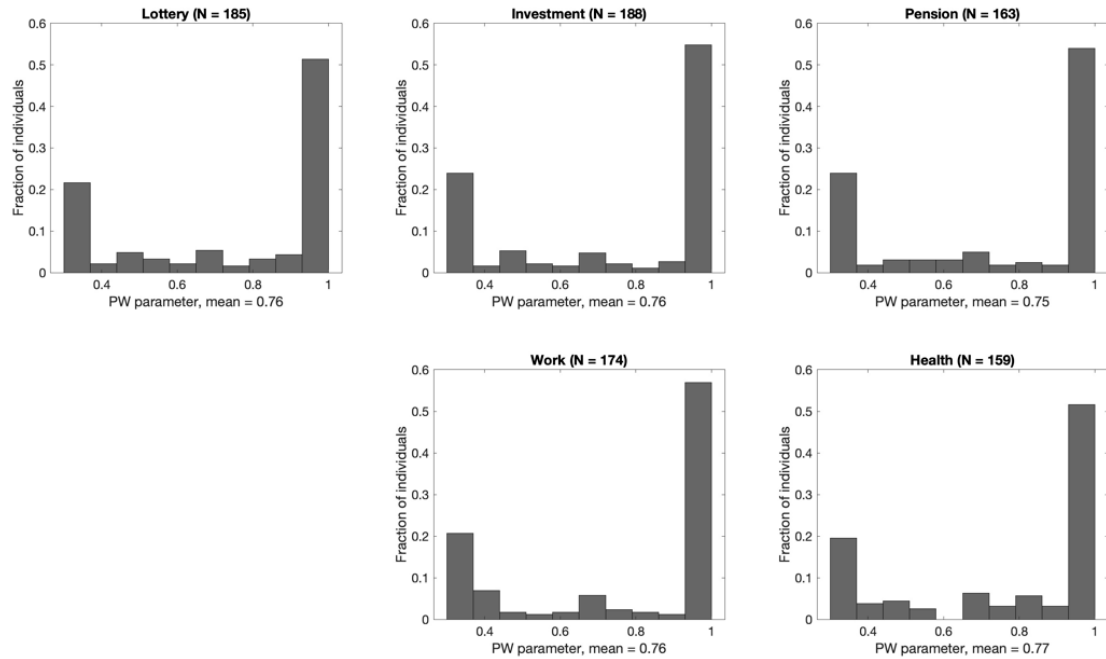 Lottery (N = 185)
0.6
0.5
0.4
0.3
0.2
0.1
0
Fraction of individuals
0.4 0.6 0.8 1
PW parameter, mean = 0.76
Investment (N = 188)
0.6
0.5
0.4
0.3
0.2
0.1
0
Fraction of individuals
0.4 0.6 0.8 1
PW parameter, mean = 0.76
Pension (N = 163)
0.6
0.5
0.4
0.3
0.2
0.1
0
Fraction of individuals
0.4 0.6 0.8 1
PW parameter, mean = 0.75
Work (N = 174)
0.6
0.5
0.4
0.3
0.2
0.1
0
Fraction of individuals
0.4 0.6 0.8 1
PW parameter, mean = 0.76
Health (N = 159)
0.6
0.5
0.4
0.3
0.2
0.1
0
Fraction of individuals
0.4 0.6 0.8 1
PW parameter, mean = 0.77